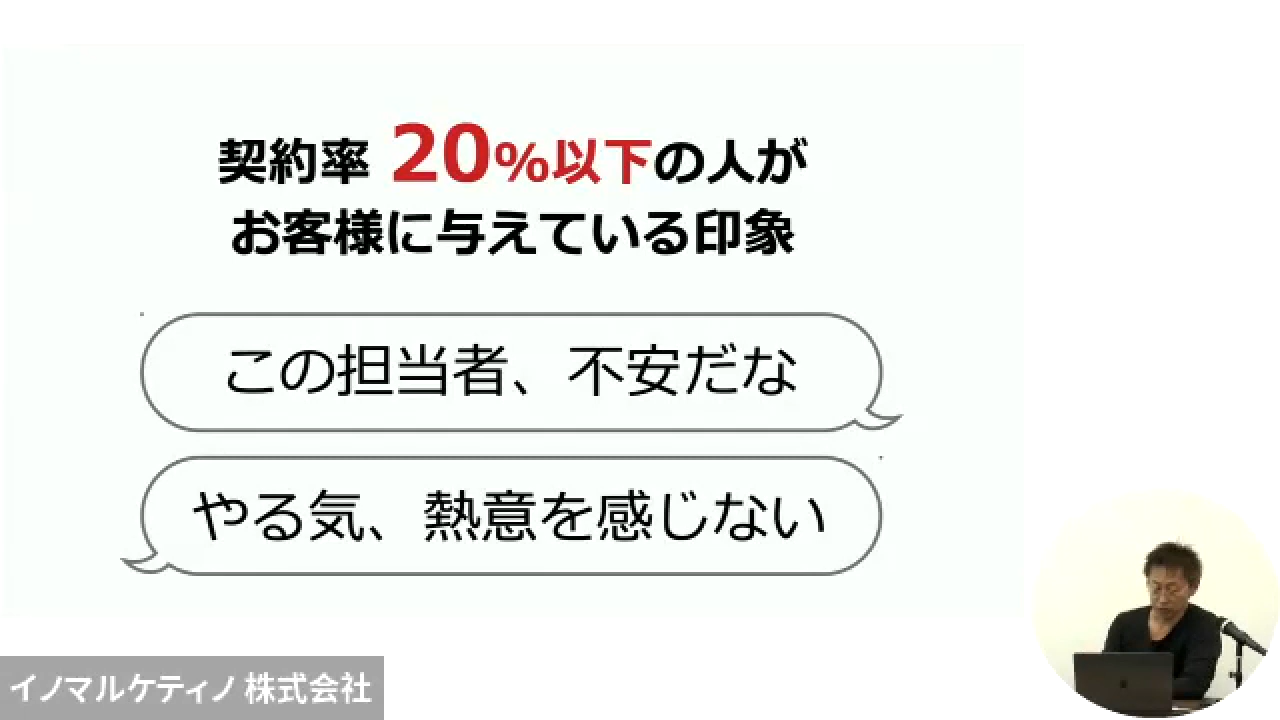 契約率 20%以下の人が
お客様に与えている印象
この担当者、不安だな
やる気、熱意を感じない
イノマルケティノ 株式会社